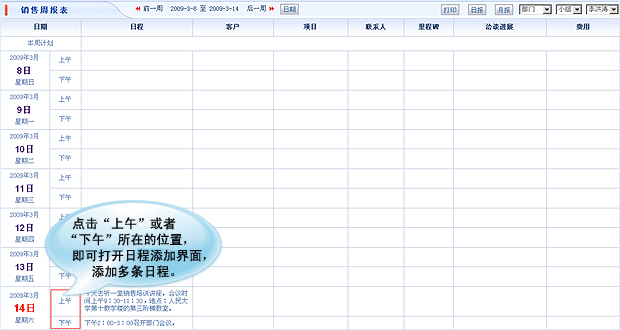 销售周报表 前一周 2009-3-8 至 2009-3-14 后一周 日期 打印 日报 月报 部门 小组 李洪涛
日期 日程 客户 项目 联系人 里程碑 洽谈进展 费用
本周计划
2009年3月
8日
星期日
上午
下午
2009年3月
9日
星期一
上午
下午
2009年3月
10日
星期二
上午
下午
2009年3月
11日
星期三
上午
下午
2009年3月
12日
星期四
上午
2009年3月
13日
星期五
下午
点击“上午”或者
“下午”所在的位置,
即可打开日程添加界面,
添加多条日程。
2009年3月
14日
星期六
上午
天去听一堂销售培训讲座,会议时
间上午9:30-11:30,地点:人民大
学第十教学楼的第三阶梯教室。
下午
下午2:00-3:00召开部门会议。